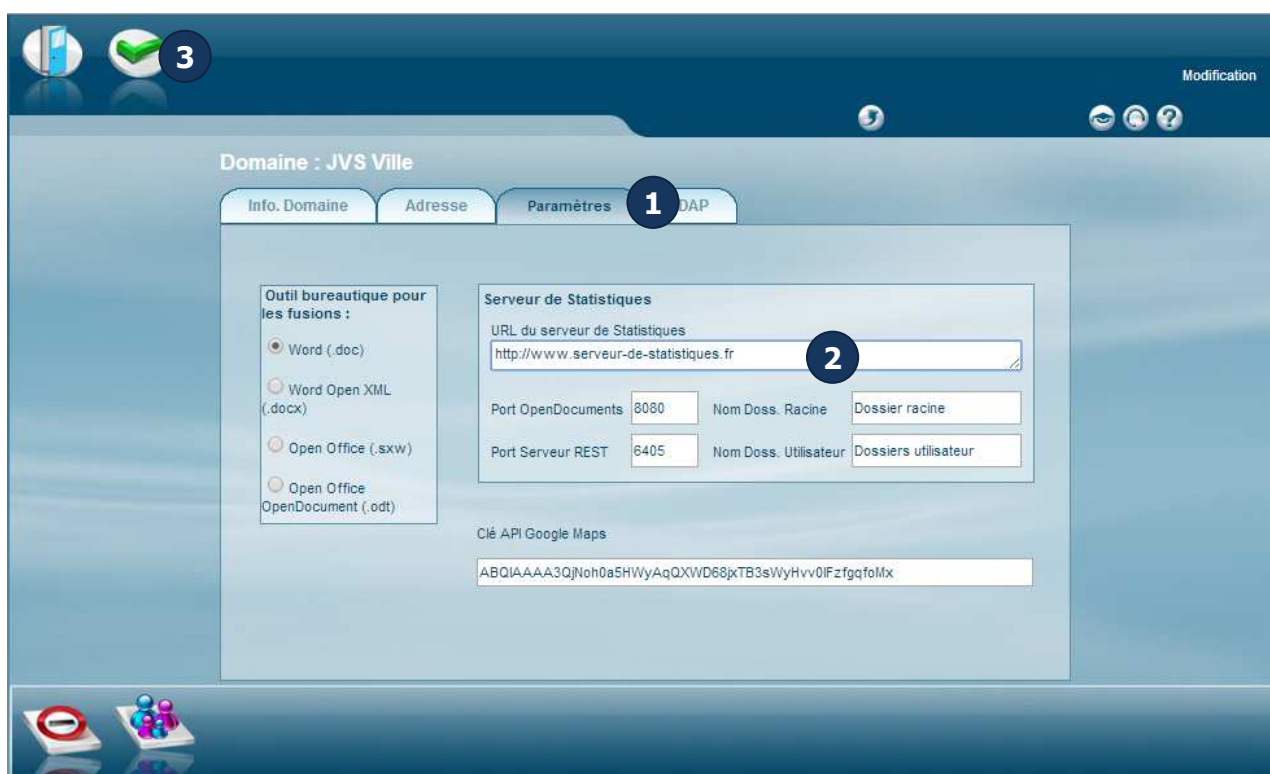 3
Modification
Domaine : JVS Ville
Info. Domaine
Adresse
Paramètres
1
DAP
Outil bureautique pour
les fusions :
Word (.doc)
Word Open XML
(.docx)
Open Office (.sxw)
Open Office
OpenDocument (.odt)
Serveur de Statistiques
URL du serveur de Statistiques
http://www.serveur-de-statistiques.fr
2
Port OpenDocuments 8080 Nom Doss. Racine Dossier racine
Port Serveur REST 6405 Nom Doss. Utilisateur Dossiers utilisateur
Clé API Google Maps